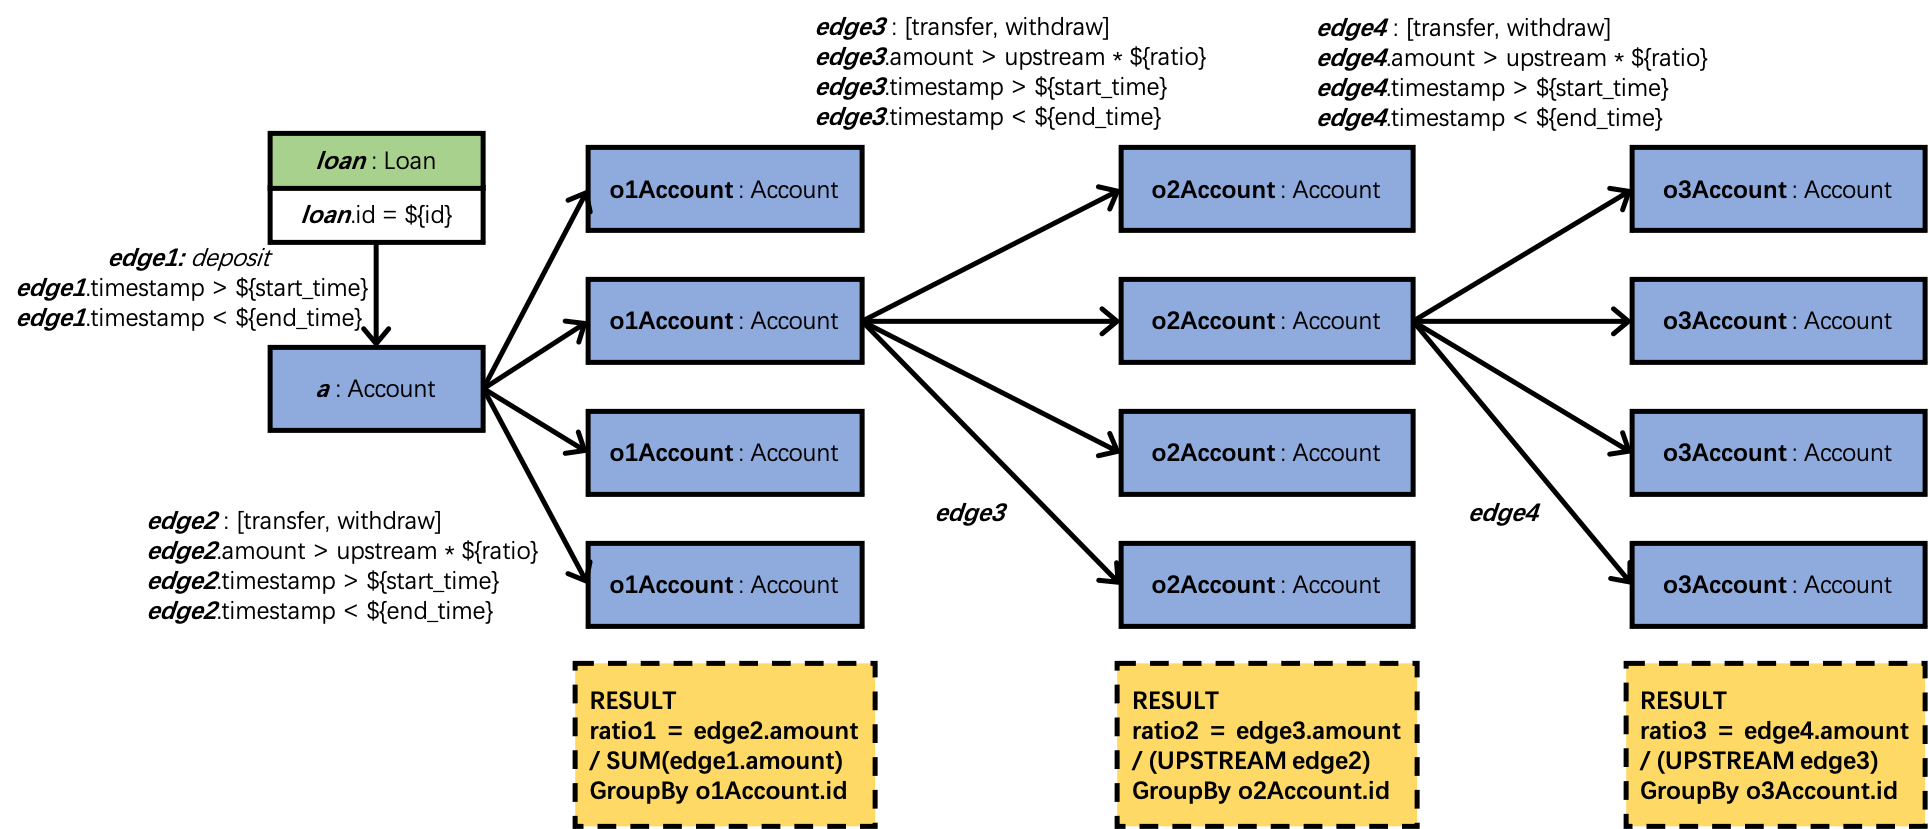 edge3 : [transfer, withdraw]
edge3.amount > upstream * ${ratio}
edge3.timestamp > ${start_time}
edge3.timestamp < ${end_time}
edge4 : [transfer, withdraw]
edge4.amount > upstream * ${ratio}
edge4.timestamp > ${start_time}
edge4.timestamp < ${end_time}
loan : Loan
loan.id = ${id}
edge1: deposit
edge1.timestamp > ${start_time}
edge1.timestamp < ${end_time}
a : Account
o1Account : Account
o2Account : Account
o3Account : Account
o1Account : Account
o2Account : Account
o3Account : Account
o1Account : Account
o2Account : Account
o3Account : Account
edge3
edge4
edge2 : [transfer, withdraw]
edge2.amount > upstream * ${ratio}
edge2.timestamp > ${start_time}
edge2.timestamp < ${end_time}
o1Account : Account
o2Account : Account
o3Account : Account
RESULT
ratio1 = edge2.amount
/ SUM(edge1.amount)
GroupBy o1Account.id
RESULT
ratio2 = edge3.amount
/ (UPSTREAM edge2)
GroupBy o2Account.id
RESULT
ratio3 = edge4.amount
/ (UPSTREAM edge3)
GroupBy o3Account.id